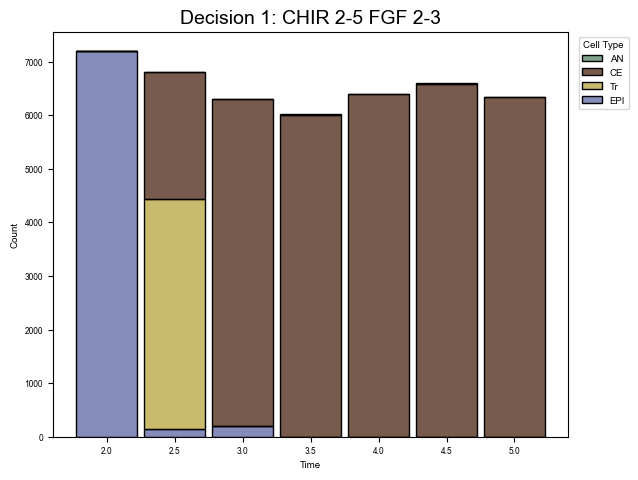 Decision 1: CHIR 2-5 FGF 2-3
Cell Type
AN
CE
Tr
EPI
Count
7000
6000
5000
4000
3000
2000
1000
0
2.0 2.5 3.0 3.5 4.0 4.5 5.0
Time